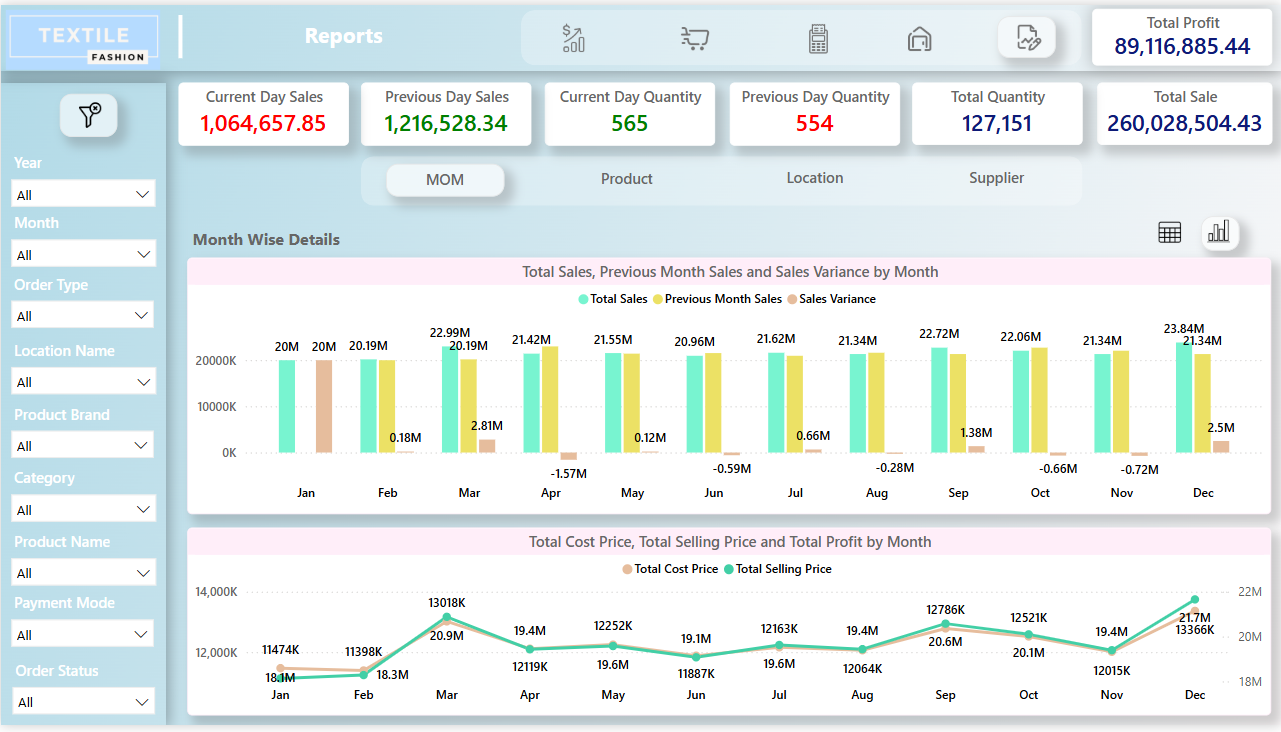 TEXTILE
FASHION
Reports
Total Profit
89,116,885.44
Current Day Sales
1,064,657.85
Previous Day Sales
1,216,528.34
Current Day Quantity
565
Previous Day Quantity
554
Total Quantity
127,151
Total Sale
260,028,504.43
MOM
Product
Location
Supplier
Year
All
Month
All
Order Type
All
Location Name
All
Product Brand
All
Category
All
Product Name
All
Payment Mode
All
Order Status
All
Month Wise Details
Total Sales, Previous Month Sales and Sales Variance by Month
Total Sales Previous Month Sales Sales Variance
20000K
10000K
0K
20M 20M 20.19M 0.18M 22.99M 20.19M 2.81M 21.42M -1.57M 21.55M 0.12M 20.96M -0.59M 21.62M 0.66M 21.34M -0.28M 22.72M 1.38M 22.06M -0.66M 21.34M -0.72M 23.84M 21.34M 2.5M
Jan Feb Mar Apr May Jun Jul Aug Sep Oct Nov Dec
Total Cost Price, Total Selling Price and Total Profit by Month
Total Cost Price Total Selling Price
14,000K
12,000K
22M
20M
18M
11474K 11398K 13018K 19.4M 12252K 19.1M 12163K 19.4M 12786K 12521K 19.4M 21.7M
18.1M 18.3M 20.9M 12119K 19.6M 11887K 19.6M 12064K 20.6M 20.1M 12015K 13366K
Jan Feb Mar Apr May Jun Jul Aug Sep Oct Nov Dec